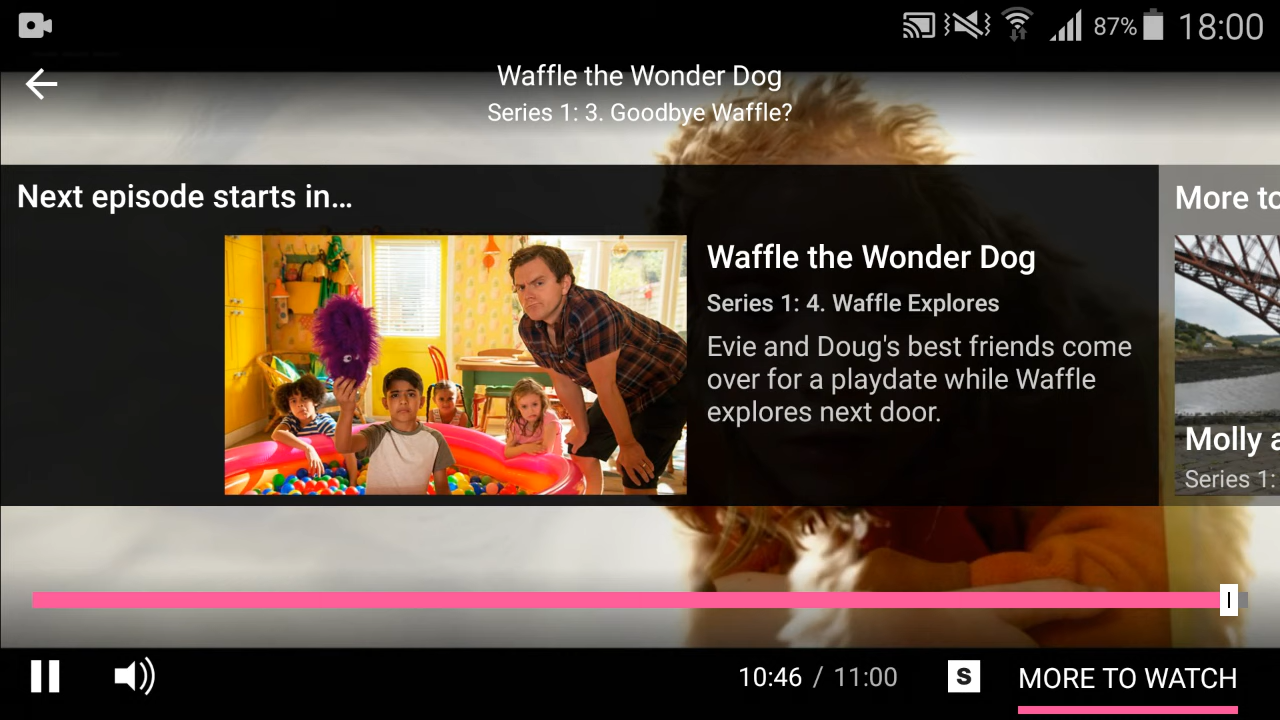 87% 18:00
Waffle the Wonder Dog
Series 1: 3. Goodbye Waffle?
Next episode starts in...
Waffle the Wonder Dog
Series 1: 4. Waffle Explores
Evie and Doug's best friends come
over for a playdate while Waffle
explores next door.
More to
Molly a
Series 1:
10:46 / 11:00
S
MORE TO WATCH